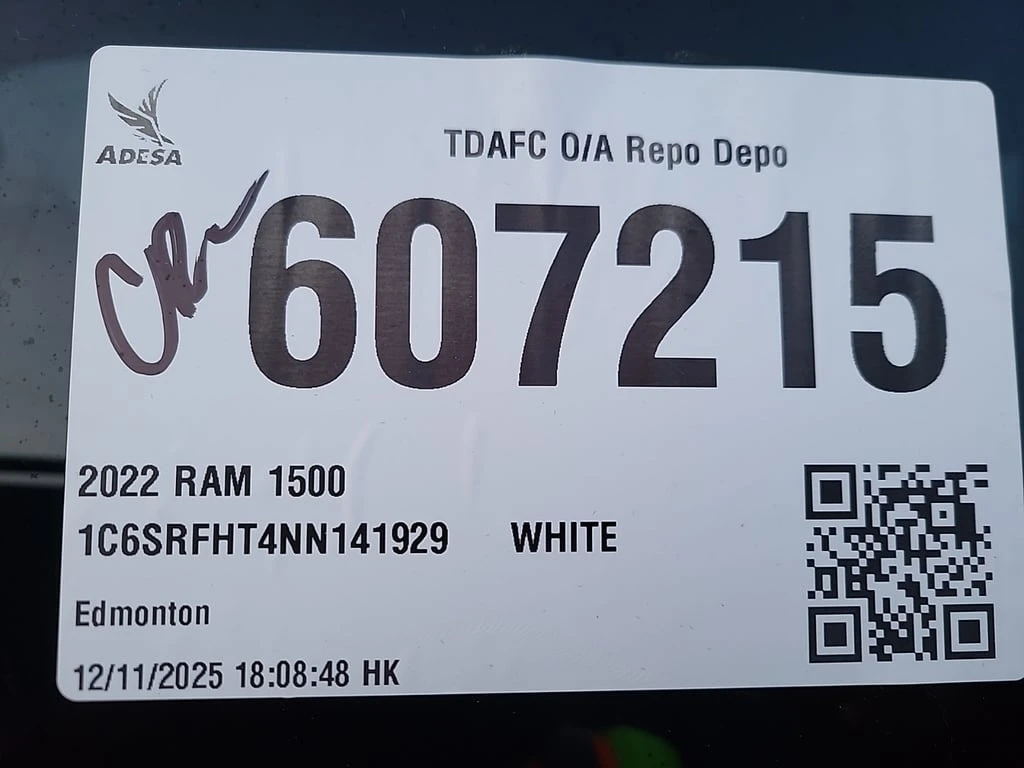 ADESA
TDAFC O/A Repo Depo
607215
2022 RAM 1500
1C6SRFHT4NN141929 WHITE
Edmonton
12/11/2025 18:08:48 HK